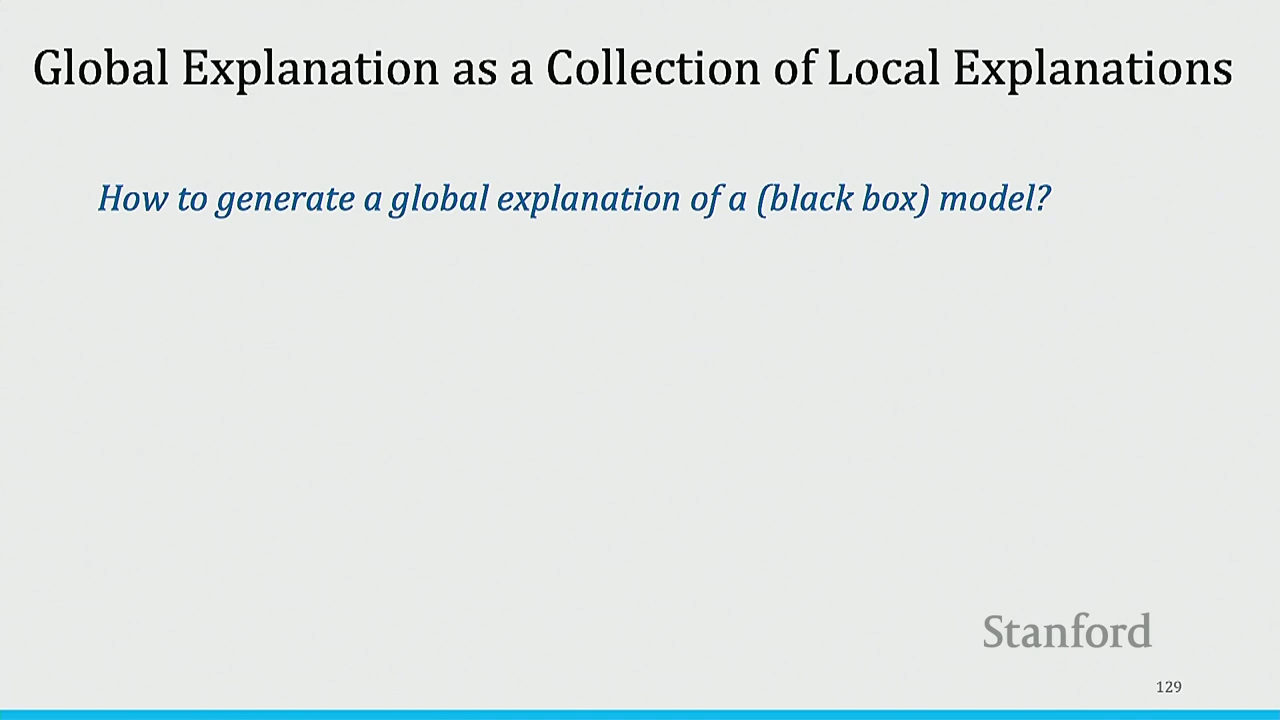 Global Explanation as a Collection of Local Explanations
How to generate a global explanation of a (black box) model?
Stanford
129